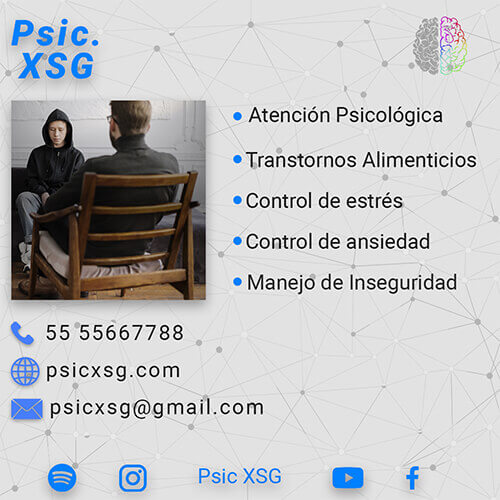 Psic.
XSG
Atención Psicológica
Transtornos Alimenticios
Control de estrés
Control de ansiedad
Manejo de Inseguridad
55 55667788
psicxsg.com
psicxsg@gmail.com
Psic XSG